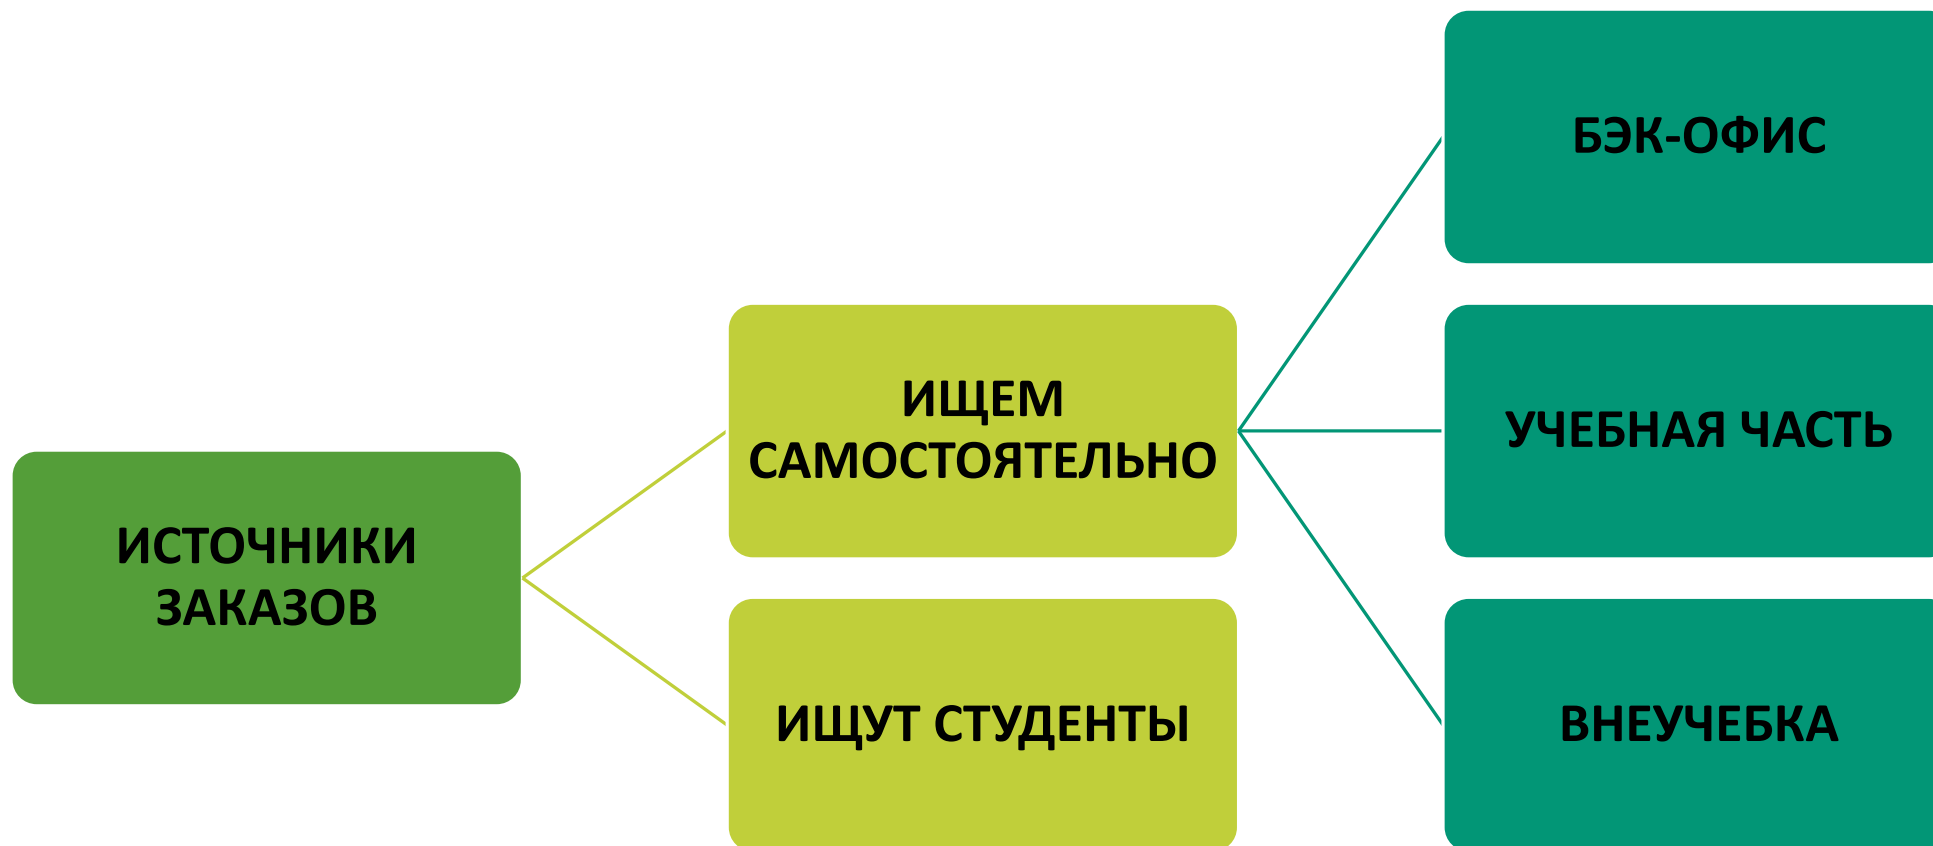 ИСТОЧНИКИ
ЗАКАЗОВ
ИЩЕМ
САМОСТОЯТЕЛЬНО
ИЩУТ СТУДЕНТЫ
БЭК-ОФИС
УЧЕБНАЯ ЧАСТЬ
ВНЕУЧЕБКА